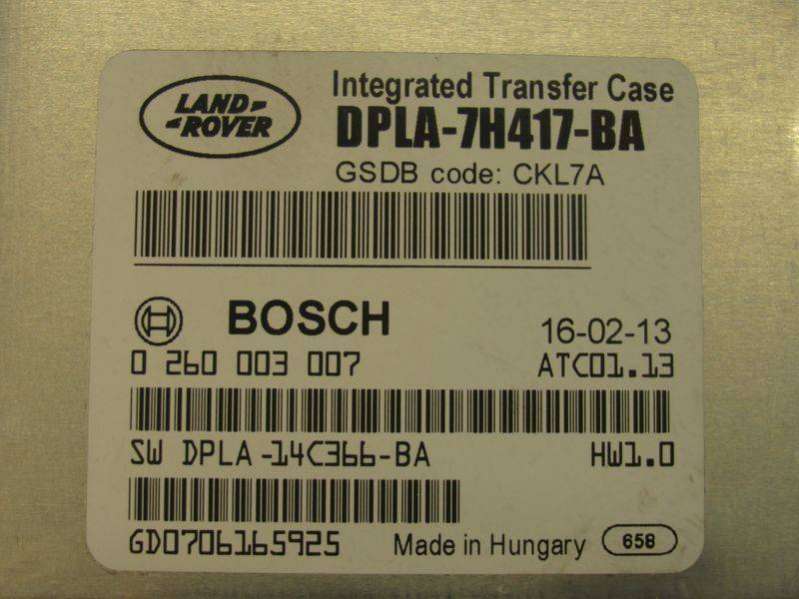 LAND-
-ROVER
Integrated Transfer Case
DPLA-7H417-BA
GSDB code: CKL7A
BOSCH
16-02-13
0 260 003 007
ATC01.13
SW DPLA-14C366-BA
HW1.0
GD0706165925
Made in Hungary
658